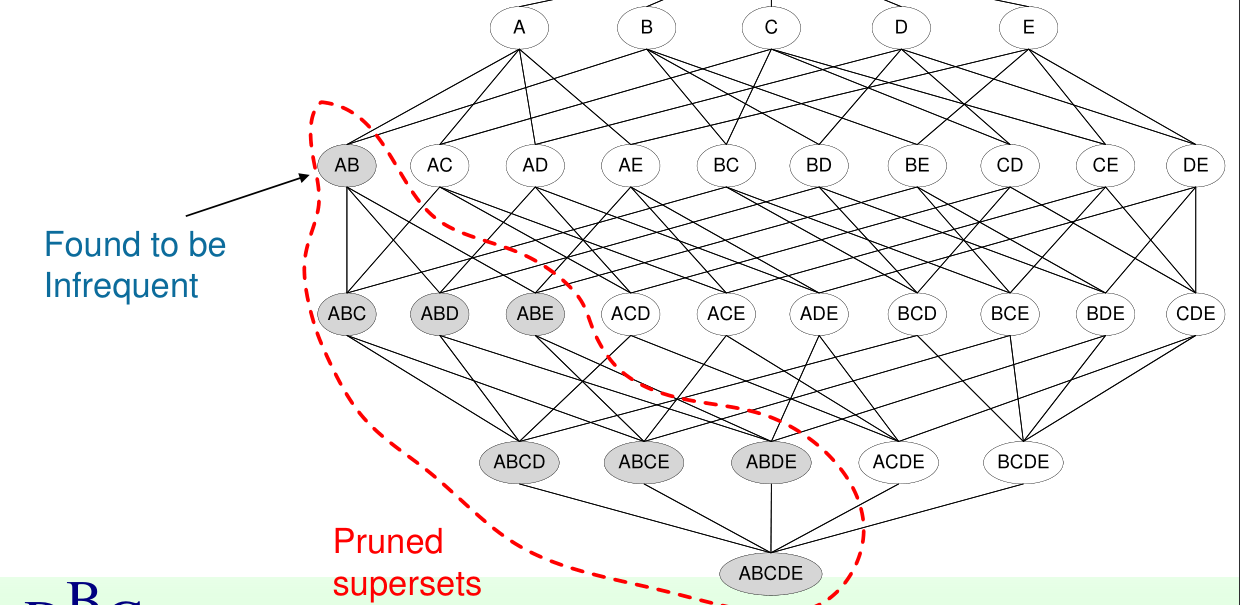 A B C D E
AB AC AD AE BC BD BE CD CE DE
Found to be
Infrequent
ABC ABD ABE ACD ACE ADE BCD BCE BDE CDE
ABCD ABCE ABDE ACDE BCDE
Pruned
supersets
ABCDE
B